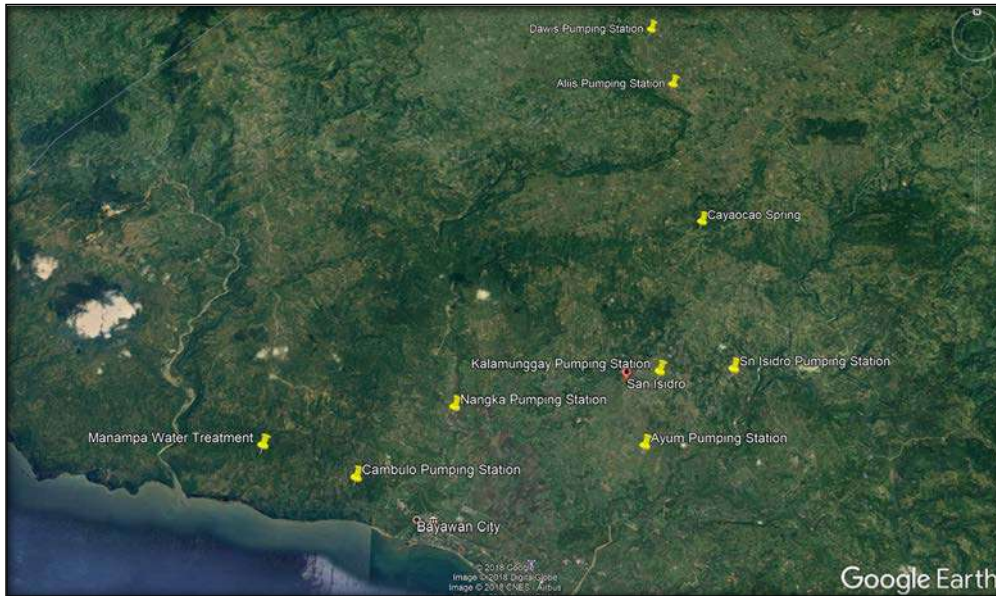 N
Dawis Pumping Station
Aliis Pumping Station
Cayaocao Spring
Kalamunggay Pumping Station
Sn Isidro Pumping Station
San Isidro
Nangka Pumping Station
Manampa Water Treatment
Ayum Pumping Station
Cambulo Pumping Station
Bayawan City
© 2018 Google
Image © 2018 DigitalGlobe
Image © 2018 CNES / Airbus
Google Earth